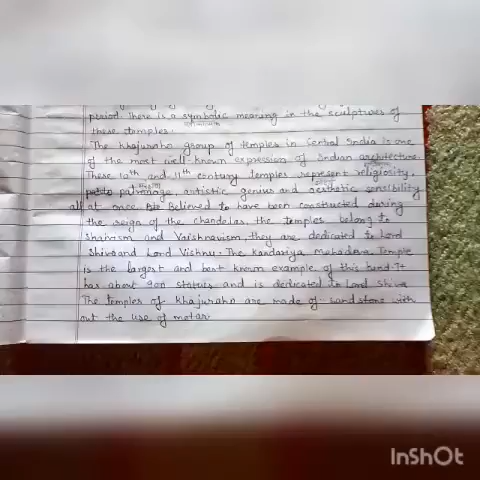 period. There is a symbolic meaning in the sculptures of
these temples.
The Khajuraho group of temples in Central India is one
of the most well-known expression of Indian architecture.
These 10th and 11th century temples represent religiosity,
patronage artistic genius and aesthetic sensibility
all at once. Believed to have been constructed during
the reign of the chandelas, the temples belong to
Shaivism and Vaishnavism, they are dedicated to Lord
Shiva and Lord Vishnu. The Kandariya Mahadeva Temple
is the largest and best known example of this band. It
has about 900 statues and is dedicated to Lord Shiva
The temples of Khajuraho are made of sandstone with
out the use of motar.
InShOt